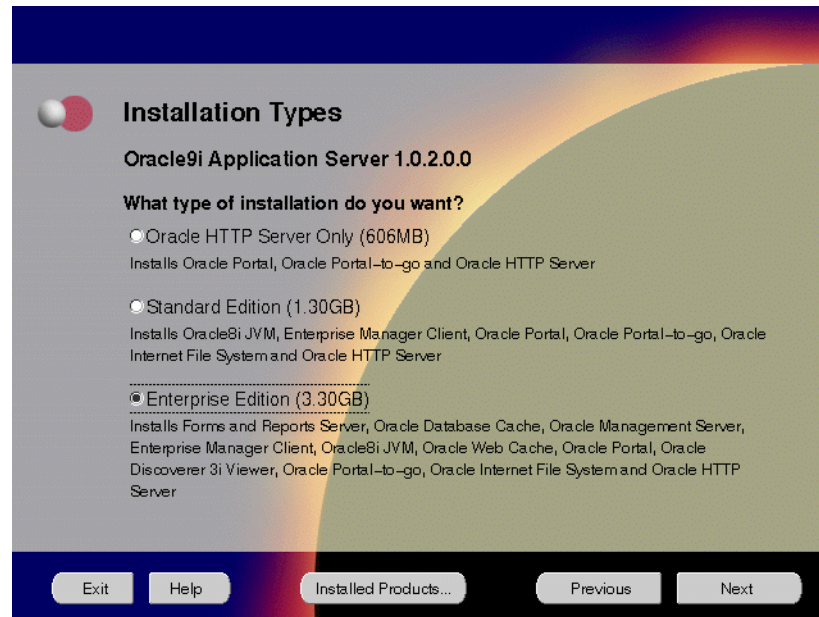 Installation Types
Oracle9i Application Server 1.0.2.0.0
What type of installation do you want?
Oracle HTTP Server Only (606MB)
Installs Oracle Portal, Oracle Portal-to-go and Oracle HTTP Server
Standard Edition (1.30GB)
Installs Oracle8i JVM, Enterprise Manager Client, Oracle Portal, Oracle Portal-to-go, Oracle
Internet File System and Oracle HTTP Server
Enterprise Edition (3.30GB)
Installs Forms and Reports Server, Oracle Database Cache, Oracle Management Server,
Enterprise Manager Client, Oracle8i JVM, Oracle Web Cache, Oracle Portal, Oracle
Discoverer 3i Viewer, Oracle Portal-to-go, Oracle Internet File System and Oracle HTTP
Server
Exit Help Installed Products... Previous Next